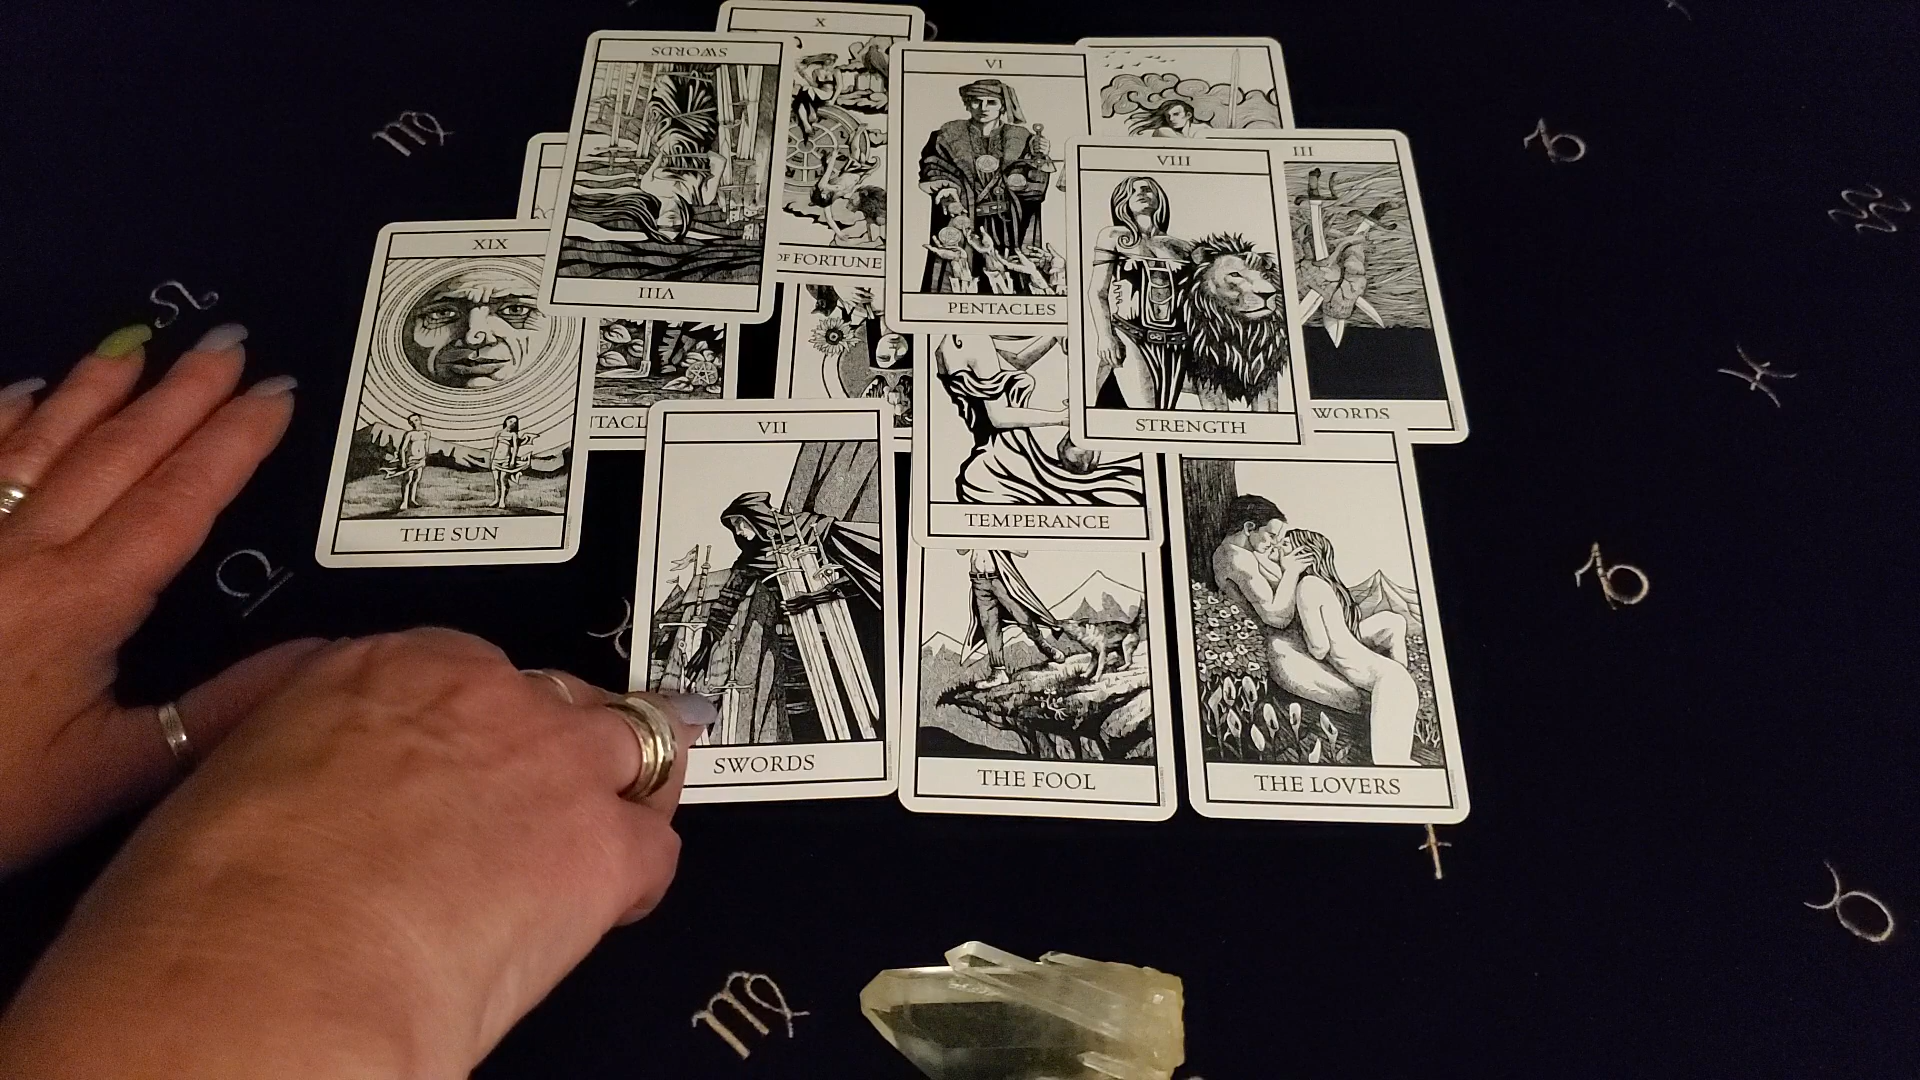 X
SWORDS
VIII
OF FORTUNE
VI
PENTACLES
III
WORDS
VIII
STRENGTH
XIX
THE SUN
NTACL
VII
SWORDS
TEMPERANCE
THE FOOL
THE LOVERS